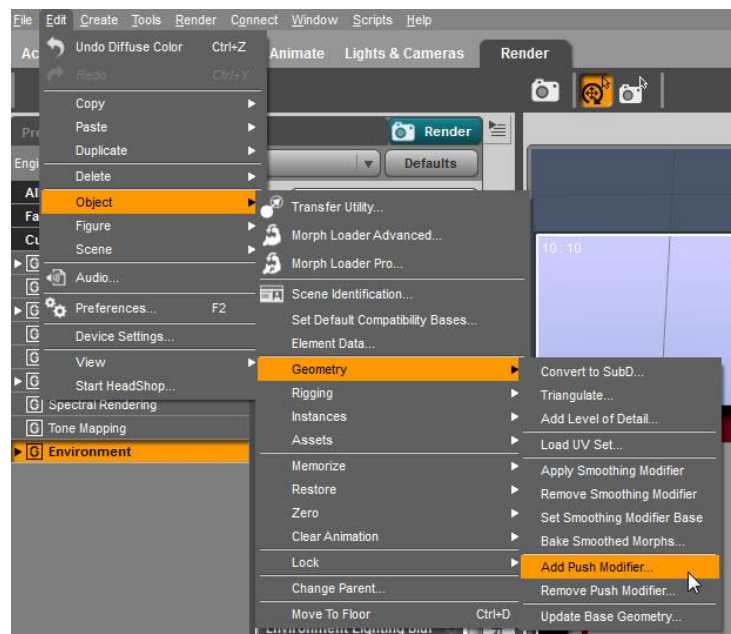 File Edit Create Tools Render Connect Window Scripts Help
Animate Lights & Cameras Render
Undo Diffuse Color Ctrl+Z
Redo Ctrl+Y
Copy
Paste
Duplicate
Delete
Object
Figure
Scene
Audio...
Preferences... F2
Device Settings...
View
Start HeadShop...
Render
Defaults
G Spectral Rendering
G Tone Mapping
G Environment
Transfer Utility...
Morph Loader Advanced...
Morph Loader Pro...
Scene Identification...
Set Default Compatibility Bases...
Element Data...
Geometry
Rigging
Instances
Assets
Memorize
Restore
Zero
Clear Animation
Lock
Change Parent...
Move To Floor Ctrl+D
Environment Lighting Blur
10 : 10
Convert to SubD...
Triangulate...
Add Level of Detail...
Load UV Set...
Apply Smoothing Modifier
Remove Smoothing Modifier
Set Smoothing Modifier Base
Bake Smoothed Morphs...
Add Push Modifier...
Remove Push Modifier...
Update Base Geometry...